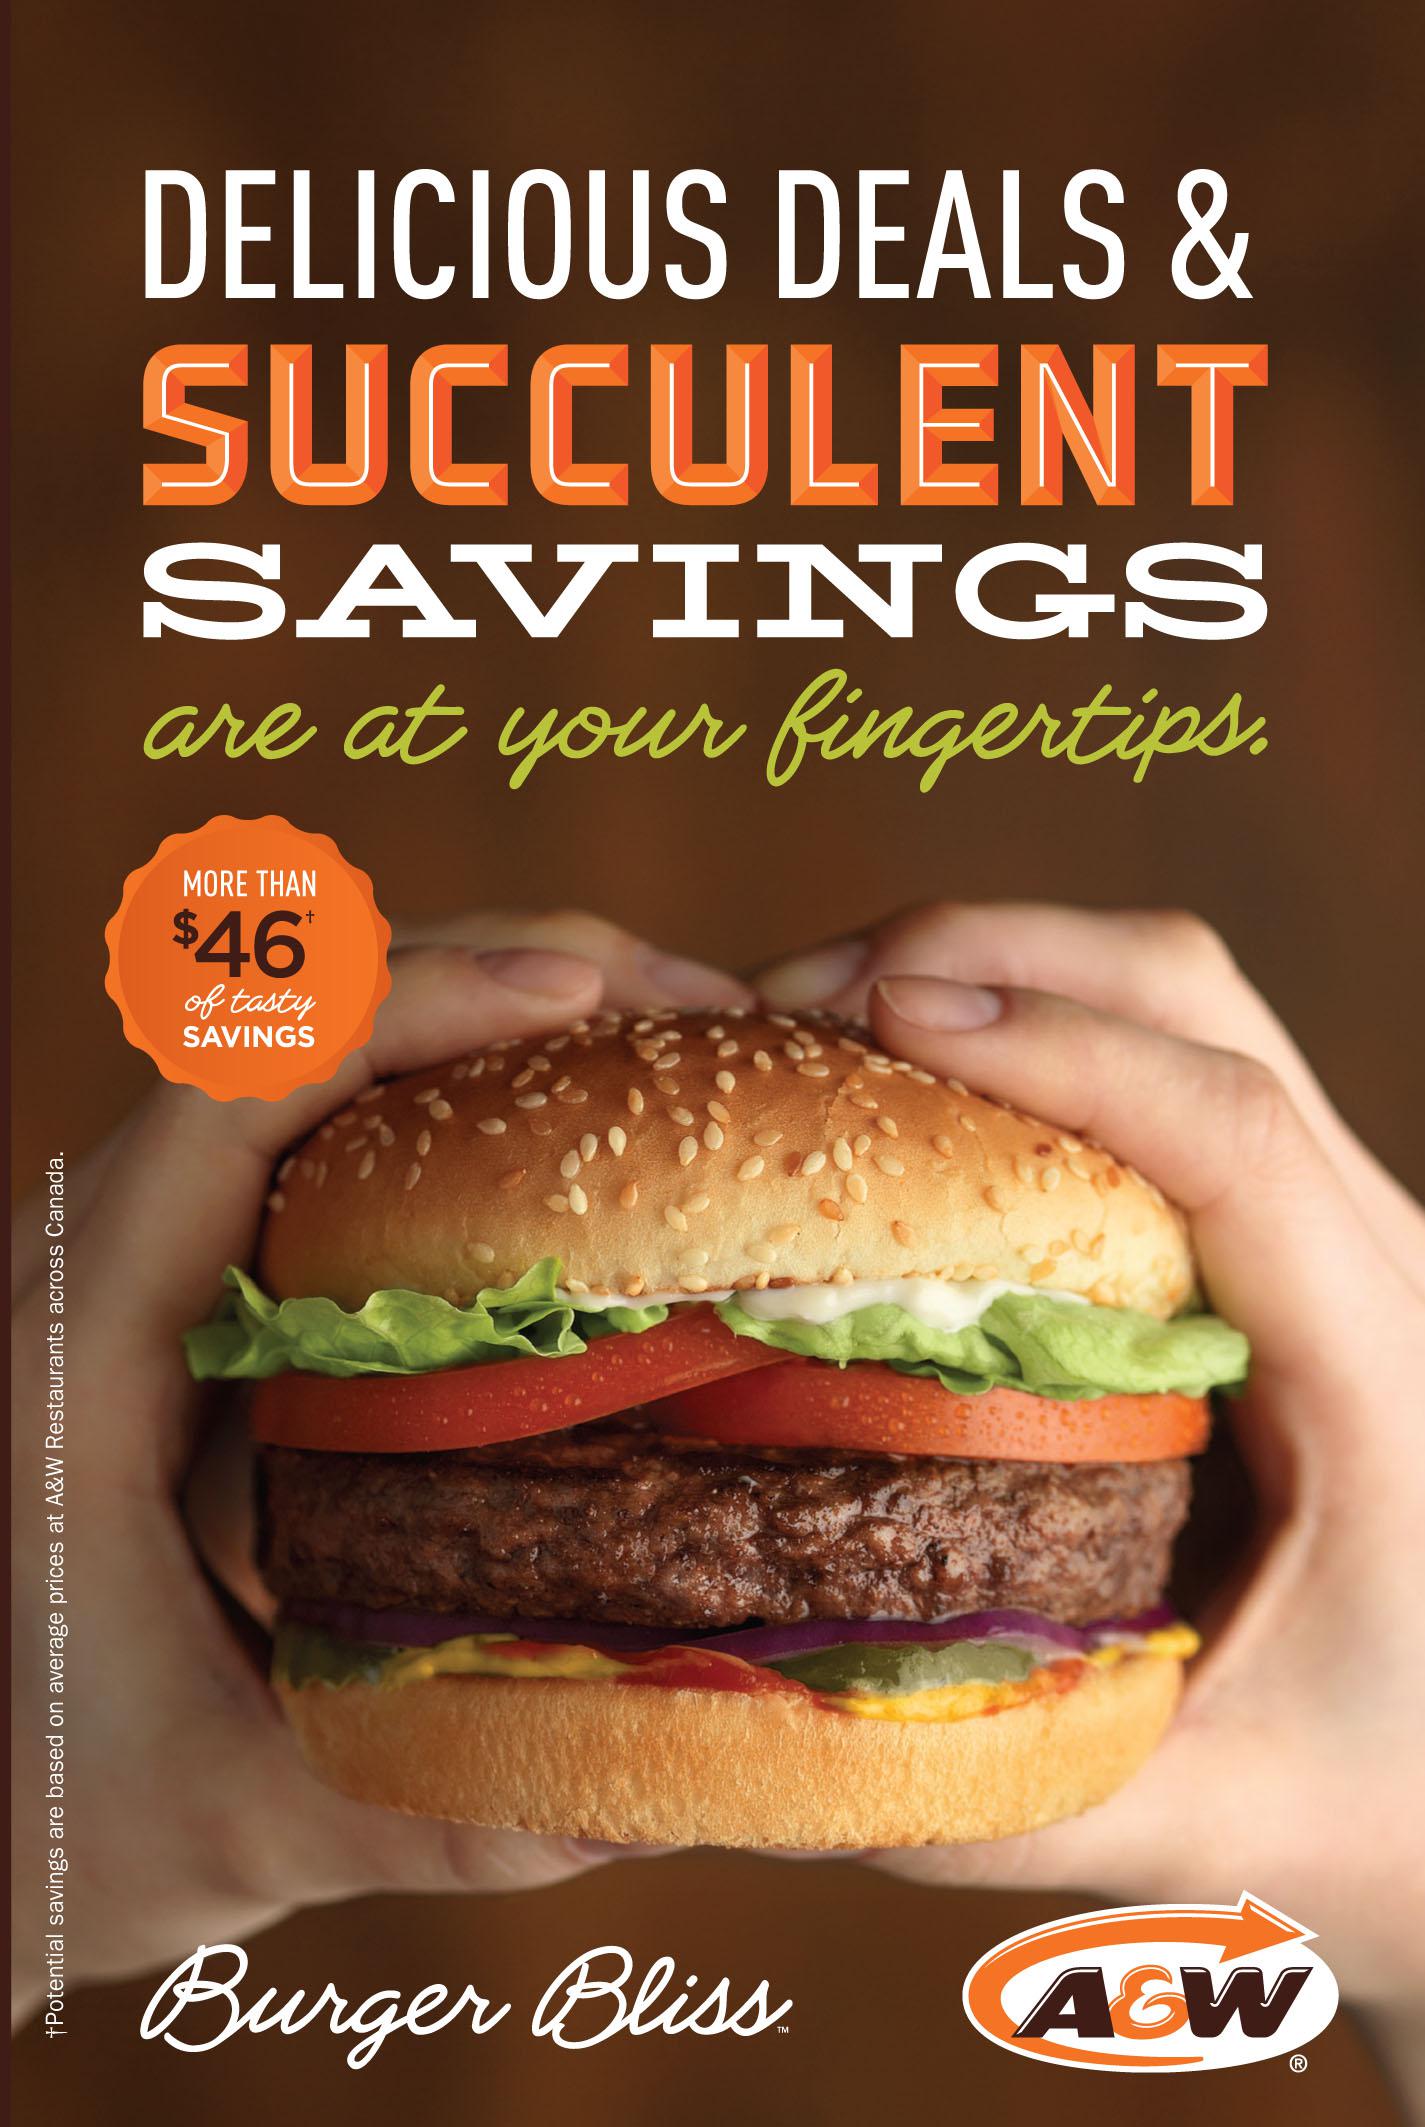 DELICIOUS DEALS &
SUCCULENT
SAVINGS
are at your fingertips.
MORE THAN
$46†
of tasty
SAVINGS
†Potential savings are based on average prices at A&W Restaurants across Canada.
Burger Bliss™
A&W®